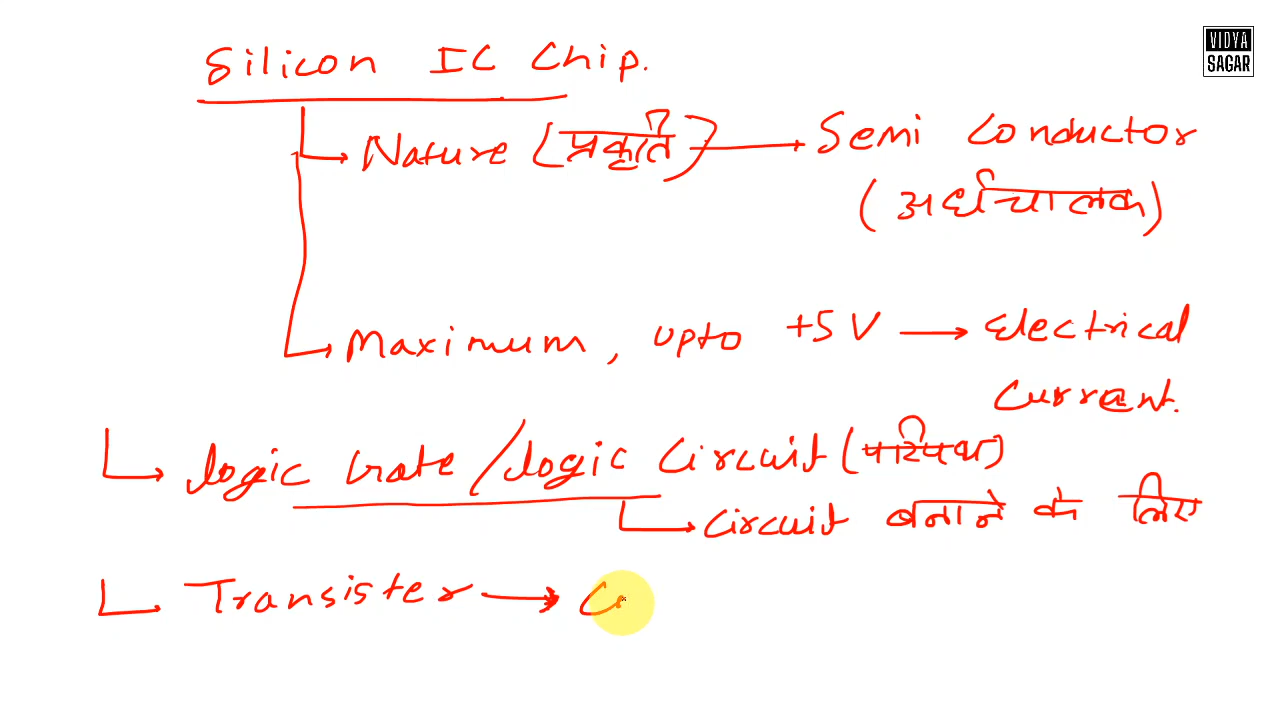 VIDYA
SAGAR
Silicon IC Chip.
Nature (प्रकृति) → Semi Conductor
(अर्धचालक)
Maximum, upto +5V → Electrical
Current.
logic Gate/logic Circuit (परिपथ)
Circuit बनाने के लिए
Transister →